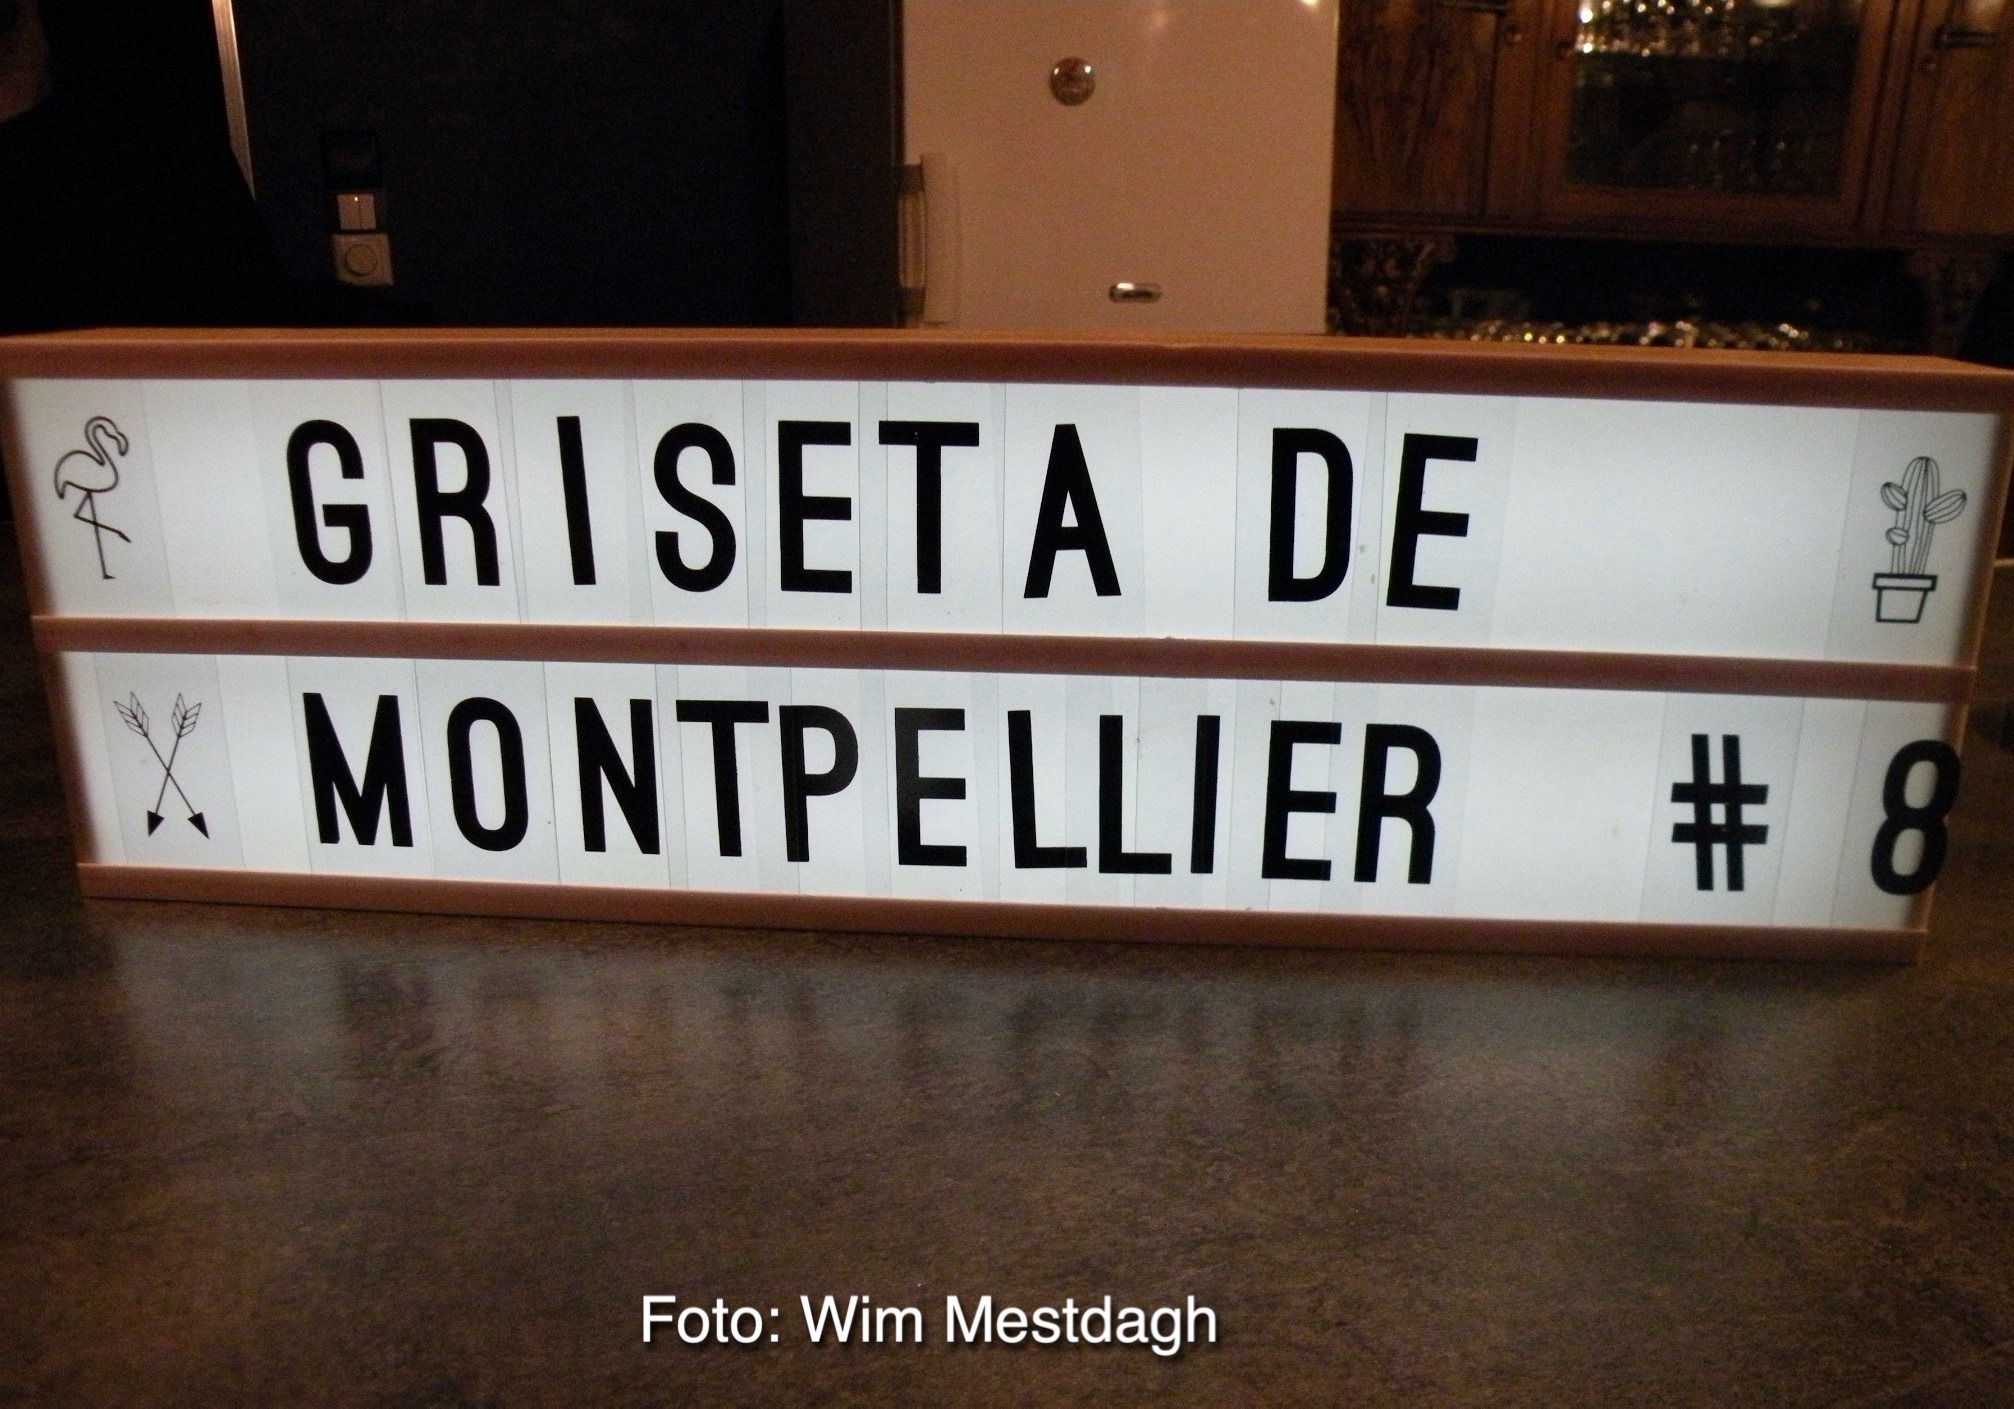 GRISETA DE
MONTPELLIER # 8
Foto: Wim Mestdagh